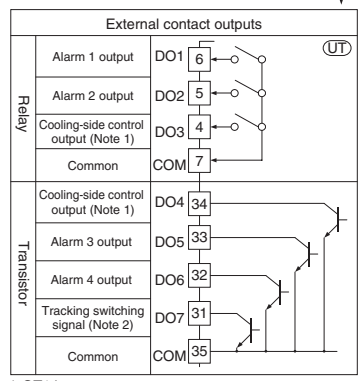 External contact outputs
UT
Relay
Alarm 1 output DO1 6
Alarm 2 output DO2 5
Cooling-side control
output (Note 1) DO3 4
Common COM 7
Transistor
Cooling-side control
output (Note 1) DO4 34
Alarm 3 output DO5 33
Alarm 4 output DO6 32
Tracking switching
signal (Note 2) DO7 31
Common COM 35